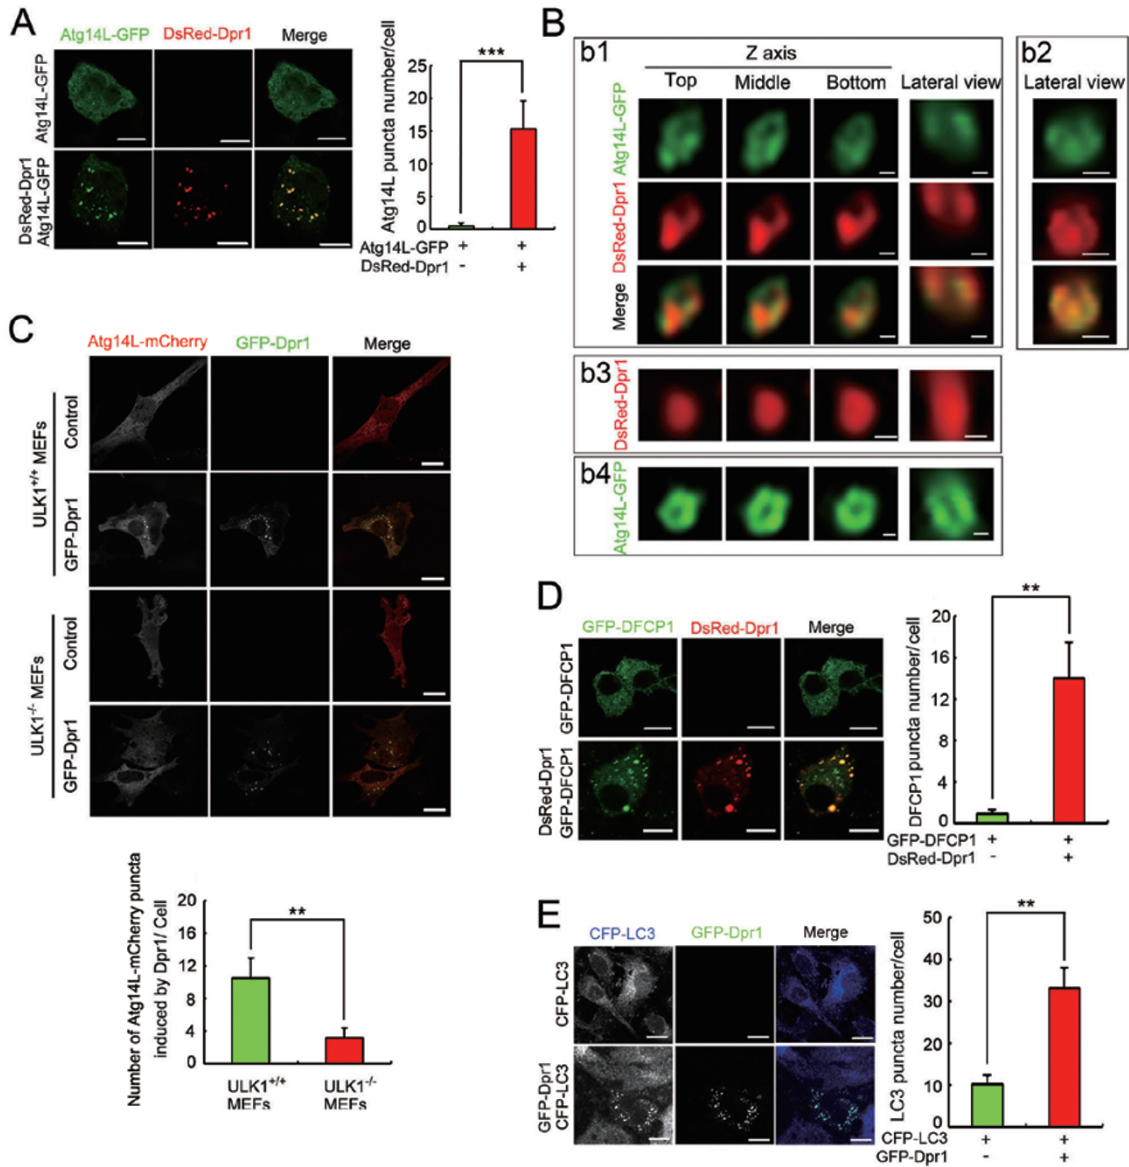 A
Atg14L-GFP DsRed-Dpr1 Merge
Atg14L-GFP
DsRed-Dpr1
Atg14L-GFP
Atg14L puncta number/cell
30
25
20
15
10
5
0
***
Atg14L-GFP + +
DsRed-Dpr1 - +
B
b1
Z axis
Top Middle Bottom Lateral view
Atg14L-GFP
DsRed-Dpr1
Merge
b2
Lateral view
b3
DsRed-Dpr1
b4
Atg14L-GFP
C
Atg14L-mCherry GFP-Dpr1 Merge
ULK1+/+ MEFs
Control
GFP-Dpr1
ULK1-/- MEFs
Control
GFP-Dpr1
Number of Atg14L-mCherry puncta
induced by Dpr1/ Cell
20
16
12
8
4
0
**
ULK1+/+
MEFs
ULK1-/-
MEFs
D
GFP-DFCP1 DsRed-Dpr1 Merge
GFP-DFCP1
DsRed-Dpr1
GFP-DFCP1
DFCP1 puncta number/ cell
20
16
12
8
4
0
**
GFP-DFCP1 + +
DsRed-Dpr1 - +
E
CFP-LC3 GFP-Dpr1 Merge
CFP-LC3
GFP-Dpr1
CFP-LC3
LC3 puncta number/cell
50
40
30
20
10
0
**
CFP-LC3 + +
GFP-Dpr1 - +